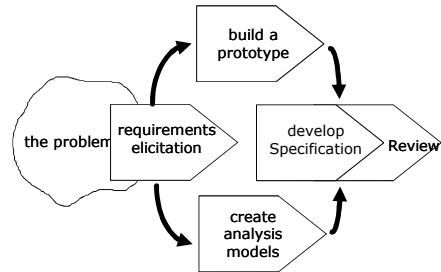 build a
prototype
the problem
requirements
elicitation
develop
Specification
Review
create
analysis
models